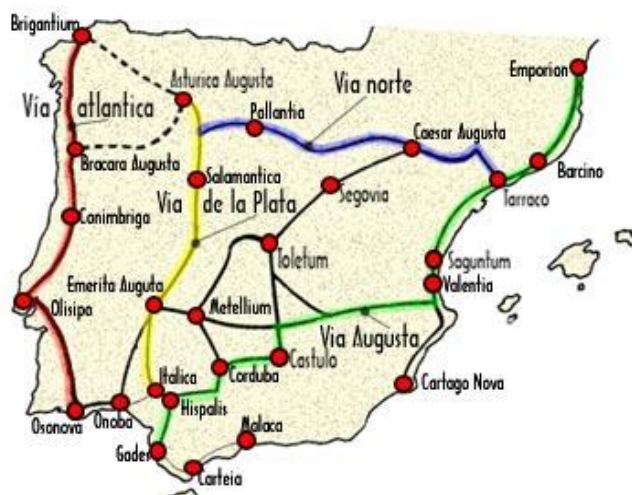 Brigantium
Emporion
Asturica Augusta
Via norte
Via atlantica
Pallantia
Caesar Augusta
Bracara Augusta
Barcino
Salamantica
Segovia
Tarraco
Via de la Plata
Conimbriga
Toletum
Saguntum
Valentia
Emerita Auguta
Olisipa
Metellium
Via Augusta
Castulo
Italica
Corduba
Cartago Nova
Hispalis
Onoba
Osonova
Malaca
Gades
Carteia